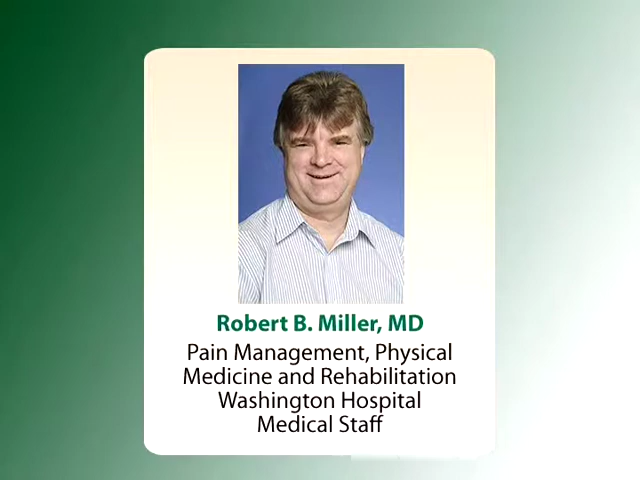 Robert B. Miller, MD
Pain Management, Physical
Medicine and Rehabilitation
Washington Hospital
Medical Staff